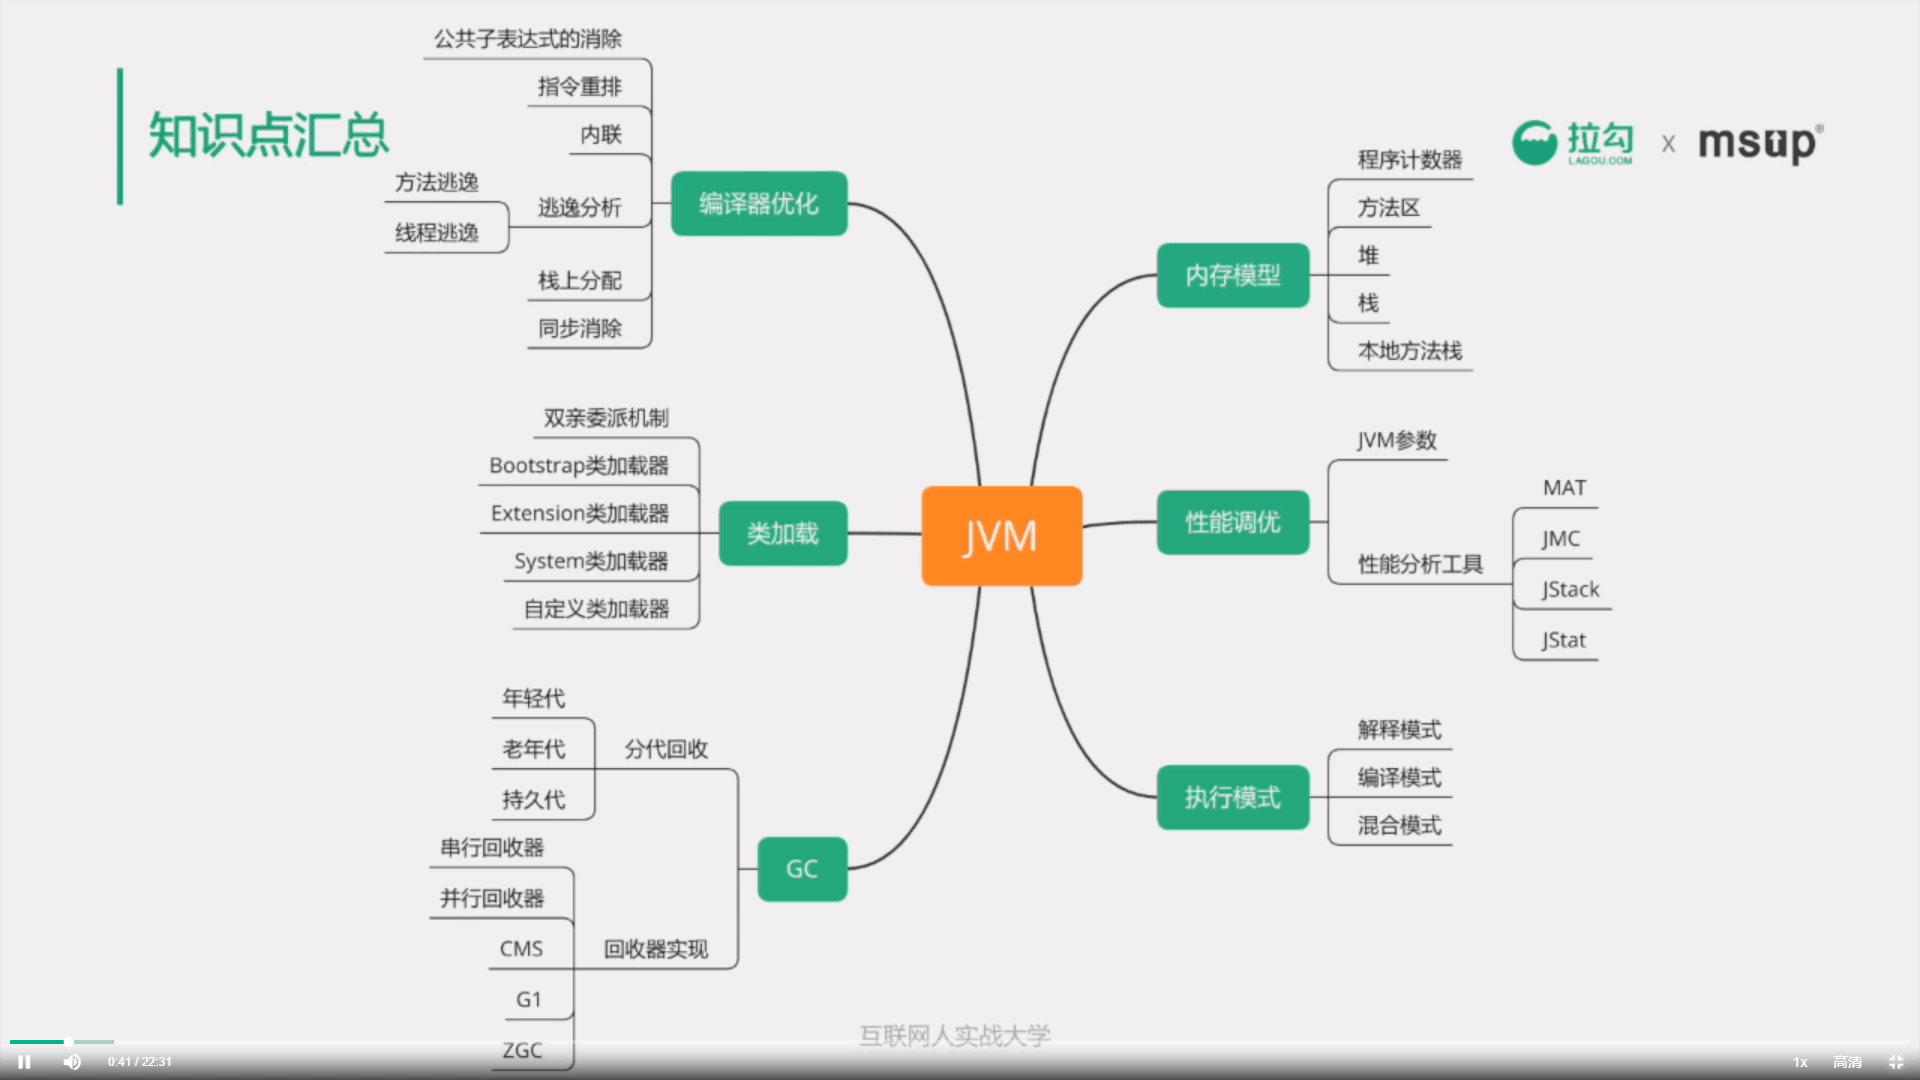 知识点汇总
拉勾
LAGOU.COM
X
msup®
JVM
编译器优化
公共子表达式的消除
指令重排
内联
逃逸分析
方法逃逸
线程逃逸
栈上分配
同步消除
类加载
双亲委派机制
Bootstrap类加载器
Extension类加载器
System类加载器
自定义类加载器
GC
分代回收
年轻代
老年代
持久代
回收器实现
串行回收器
并行回收器
CMS
G1
ZGC
内存模型
程序计数器
方法区
堆
栈
本地方法栈
性能调优
JVM参数
性能分析工具
MAT
JMC
JStack
JStat
执行模式
解释模式
编译模式
混合模式
互联网人实战大学
0:41 / 22:31
1x
高清